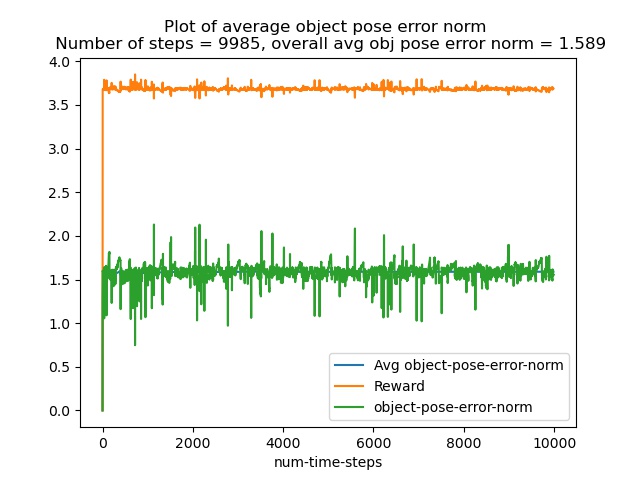 Plot of average object pose error norm
Number of steps = 9985, overall avg obj pose error norm = 1.589
4.0
3.5
3.0
2.5
2.0
1.5
1.0
0.5
0.0
Avg object-pose-error-norm
Reward
object-pose-error-norm
0 2000 4000 6000 8000 10000
num-time-steps